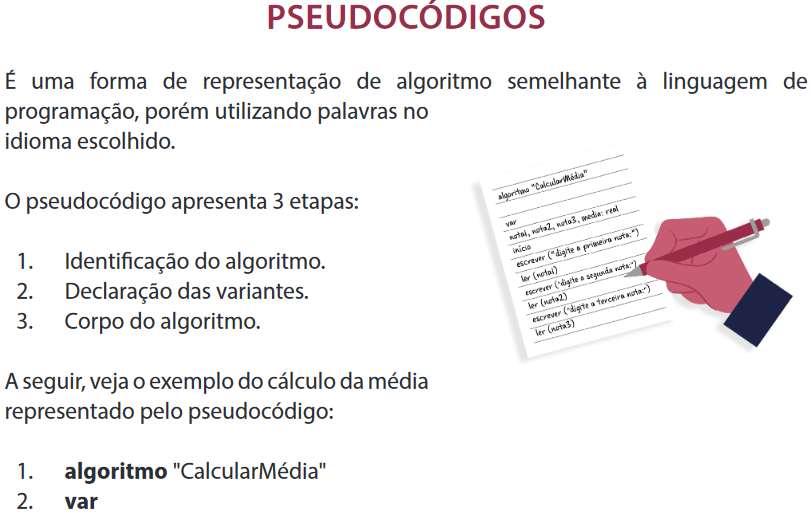 PSEUDOCÓDIGOS
É uma forma de representação de algoritmo semelhante à linguagem de
programação, porém utilizando palavras no
idioma escolhido.
O pseudocódigo apresenta 3 etapas:
1. Identificação do algoritmo.
2. Declaração das variantes.
3. Corpo do algoritmo.
algoritmo "CalcularMédia"
var
nota1, nota2, nota3, media: real
início
escrever ("digite a primeira nota:")
ler (nota1)
escrever ("digite a segunda nota:")
ler (nota2)
escrever ("digite a terceira nota:")
ler (nota3)
A seguir, veja o exemplo do cálculo da média
representado pelo pseudocódigo:
1. algoritmo "CalcularMédia"
2. var